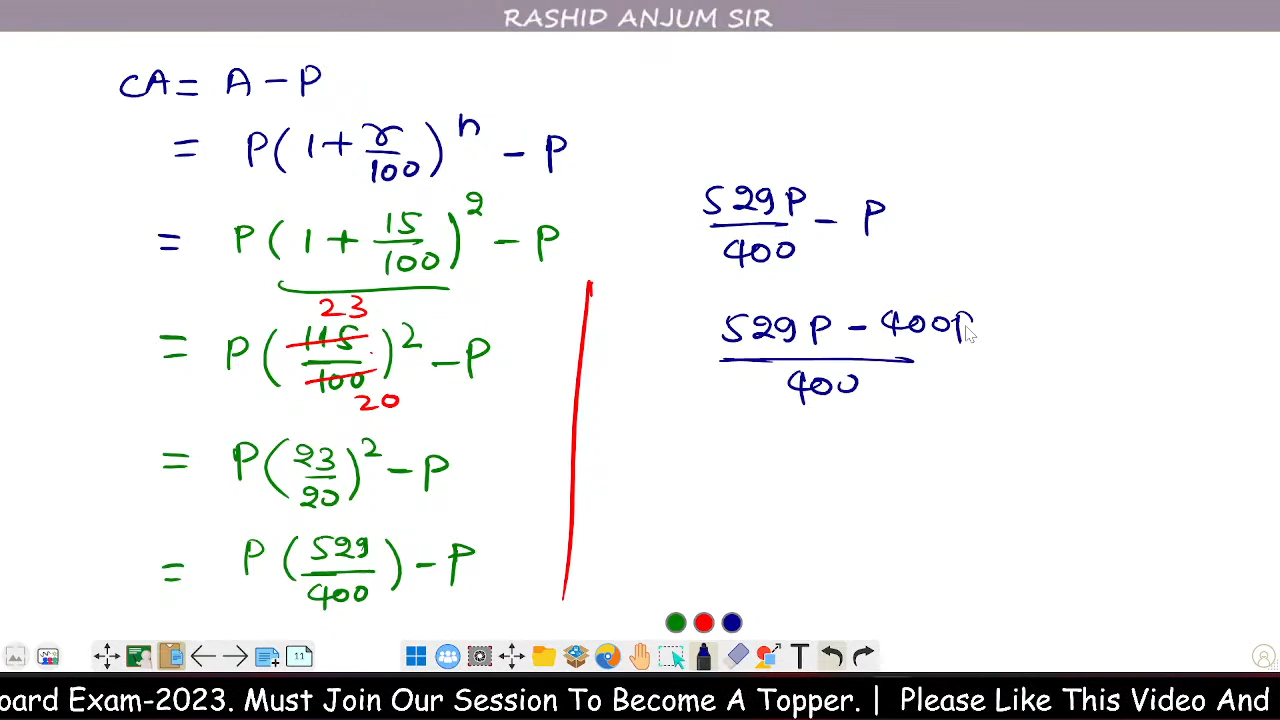 RASHID ANJUM SIR
CA = A - P
= P(1 + r/100)^n - P
= P(1 + 15/100)^2 - P
= P(115/100)^2 - P
23
20
= P(23/20)^2 - P
= P(529/400) - P
529P/400 - P
529P - 400P
400
11
oard Exam-2023. Must Join Our Session To Become A Topper. | Please Like This Video And